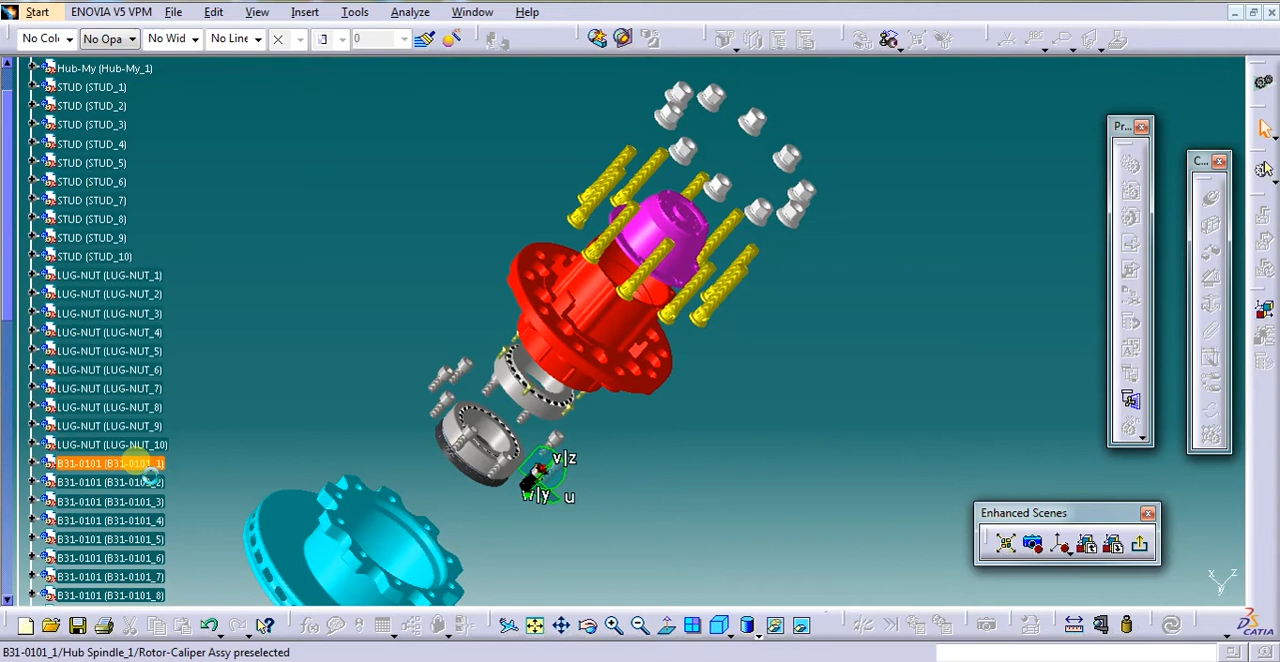 Start ENOVIA V5 VPM File Edit View Insert Tools Analyze Window Help
No Col No Opa No Wid No Line 0
Hub-My (Hub-My_1)
STUD (STUD_1)
STUD (STUD_2)
STUD (STUD_3)
STUD (STUD_4)
STUD (STUD_5)
STUD (STUD_6)
STUD (STUD_7)
STUD (STUD_8)
STUD (STUD_9)
STUD (STUD_10)
LUG-NUT (LUG-NUT_1)
LUG-NUT (LUG-NUT_2)
LUG-NUT (LUG-NUT_3)
LUG-NUT (LUG-NUT_4)
LUG-NUT (LUG-NUT_5)
LUG-NUT (LUG-NUT_6)
LUG-NUT (LUG-NUT_7)
LUG-NUT (LUG-NUT_8)
LUG-NUT (LUG-NUT_9)
LUG-NUT (LUG-NUT_10)
B31-0101 (B31-0101_1)
B31-0101 (B31-0101_2)
B31-0101 (B31-0101_3)
B31-0101 (B31-0101_4)
B31-0101 (B31-0101_5)
B31-0101 (B31-0101_6)
B31-0101 (B31-0101_7)
B31-0101 (B31-0101_8)
v|z
w|y u
Pr...
C...
Enhanced Scenes
x z
y
CATIA
B31-0101_1/Hub Spindle_1/Rotor-Caliper Assy preselected